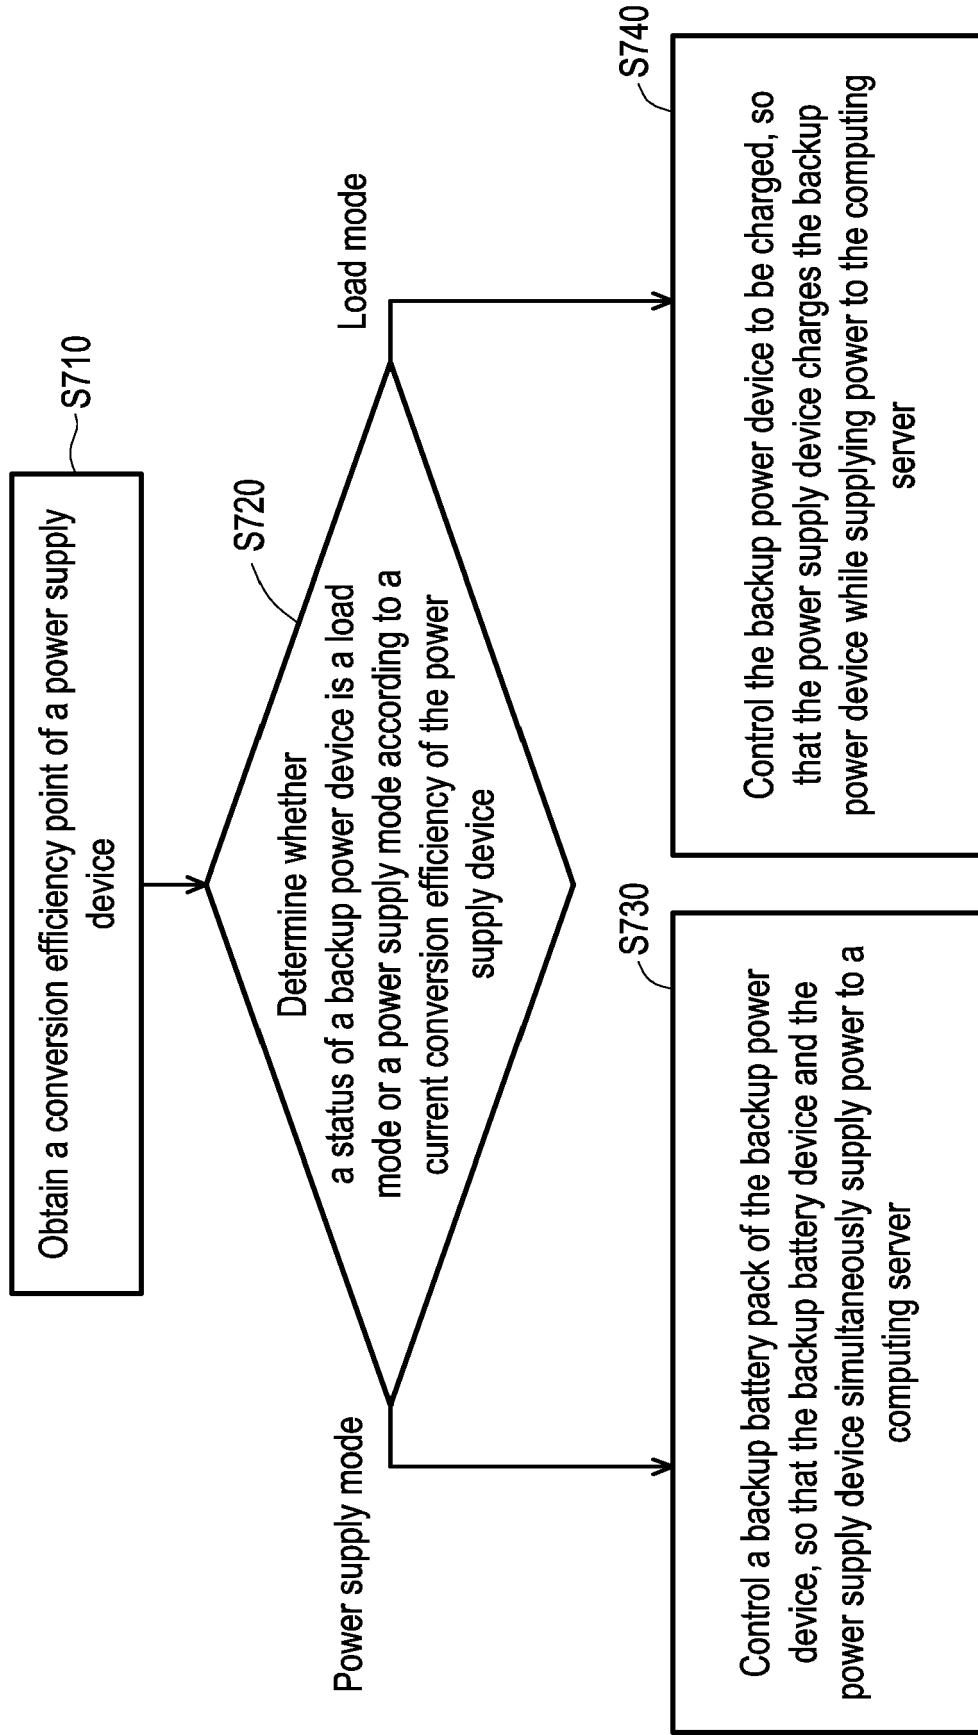 S710
Obtain a conversion efficiency point of a power supply
device
S720
Determine whether
a status of a backup power device is a load
mode or a power supply mode according to a
current conversion efficiency of the power
supply device
Power supply mode
Load mode
S730
Control a backup battery pack of the backup power
device, so that the backup battery device and the
power supply device simultaneously supply power to a
computing server
S740
Control the backup power device to be charged, so
that the power supply device charges the backup
power device while supplying power to the computing
server